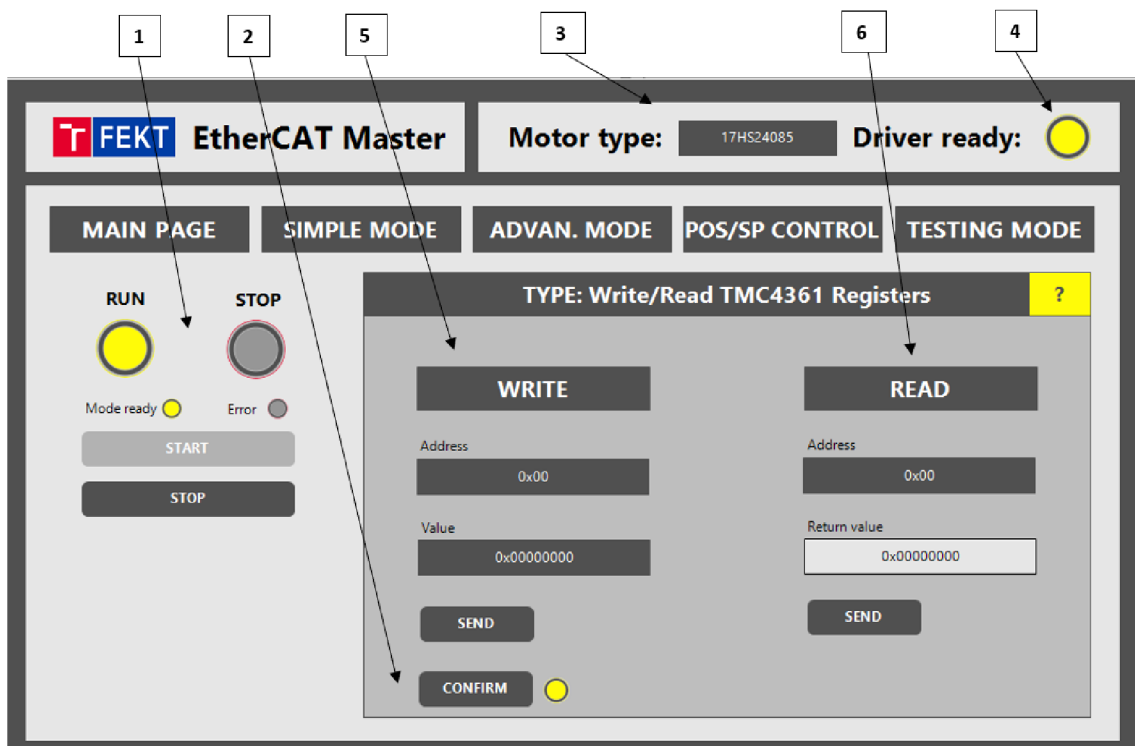 1 2 5 3 6 4
T FEKT EtherCAT Master Motor type: 17HS24085 Driver ready:
MAIN PAGE SIMPLE MODE ADVAN. MODE POS/SP CONTROL TESTING MODE
RUN STOP
Mode ready Error
START
STOP
TYPE: Write/Read TMC4361 Registers ?
WRITE
Address
0x00
Value
0x00000000
SEND
CONFIRM
READ
Address
0x00
Return value
0x00000000
SEND